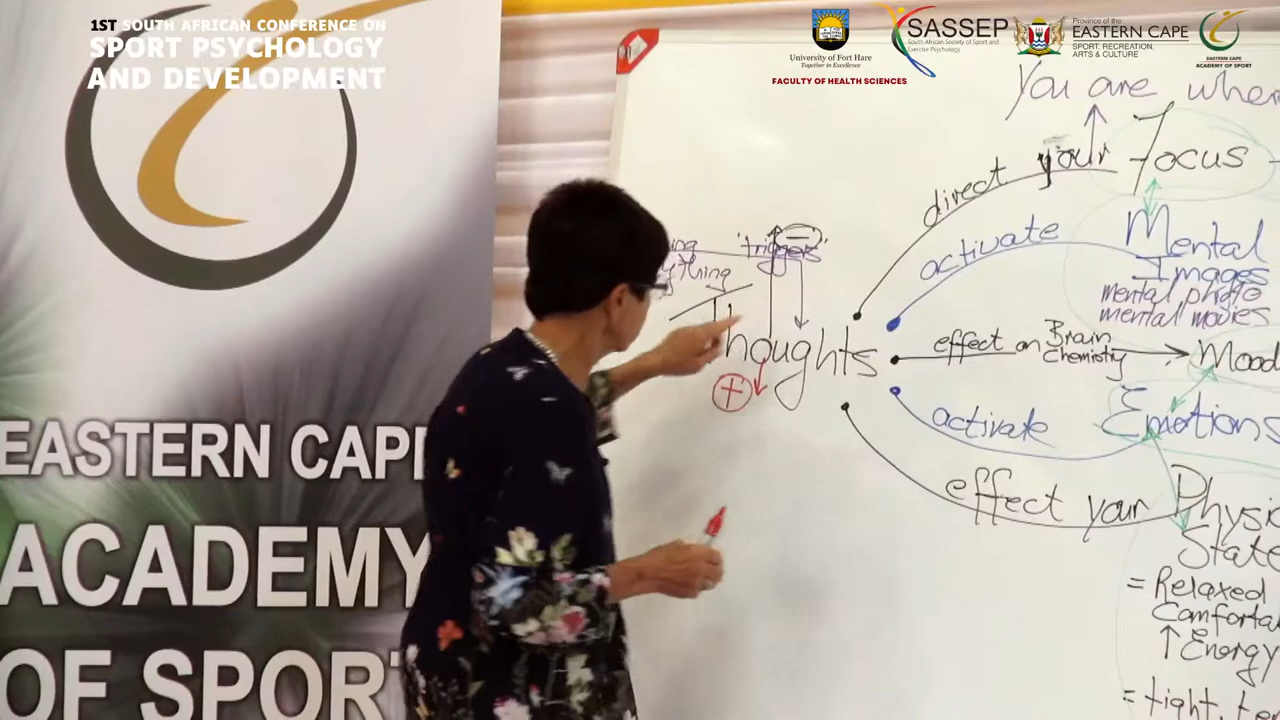 1ST SOUTH AFRICAN CONFERENCE ON
SPORT PSYCHOLOGY
AND DEVELOPMENT
University of Fort Hare
Together in Excellence
FACULTY OF HEALTH SCIENCES
SASSEP
South African Society of Sport and
Exercise Psychology
Province of the
EASTERN CAPE
SPORT, RECREATION,
ARTS & CULTURE
EASTERN CAPE
ACADEMY OF SPORT
EASTERN CAPE
ACADEMY
OF SPORT
You are wher
direct your Focus
activate Mental
Images
mental photo
mental movies
'triggers'
thing
Thoughts
+
effect on Brain
Chemistry
Mood
activate Emotions
effect your Physic
State
= Relaxed
Comfortab
↑ Energy
= tight, ten